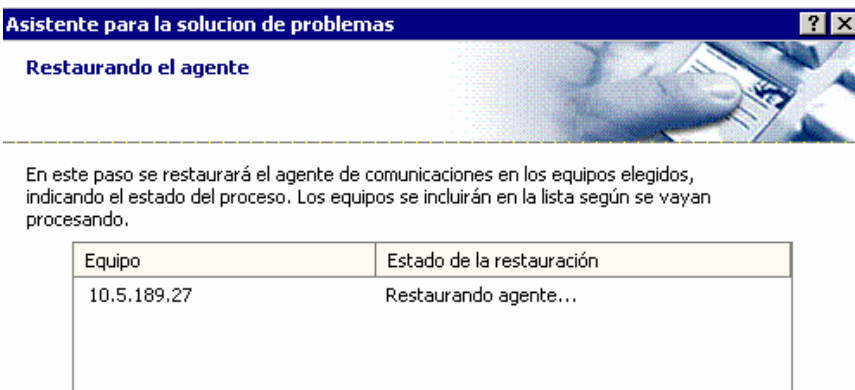 Asistente para la solucion de problemas
Restaurando el agente
En este paso se restaurará el agente de comunicaciones en los equipos elegidos,
indicando el estado del proceso. Los equipos se incluirán en la lista según se vayan
procesando.
Equipo Estado de la restauración
10.5.189.27 Restaurando agente...